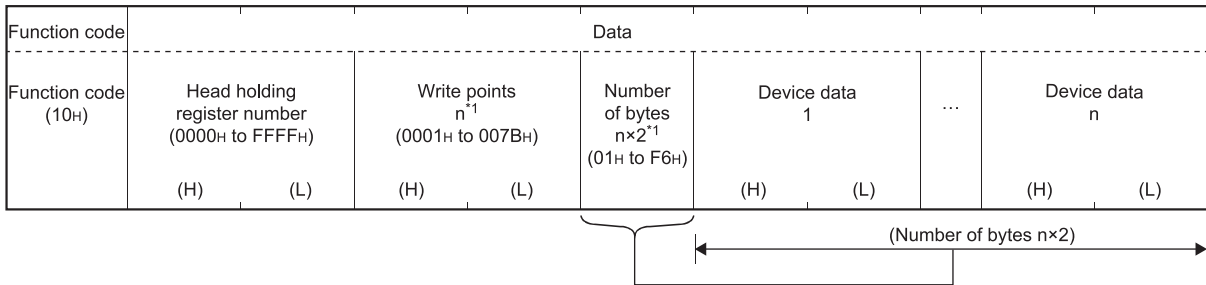 Function code Data
Function code
(10H)
Head holding
register number
(0000H to FFFFH)
(H) (L)
Write points
n*1
(0001H to 007BH)
(H) (L)
Number
of bytes
n×2*1
(01H to F6H)
Device data
1
(H) (L)
...
Device data
n
(H) (L)
(Number of bytes n×2)